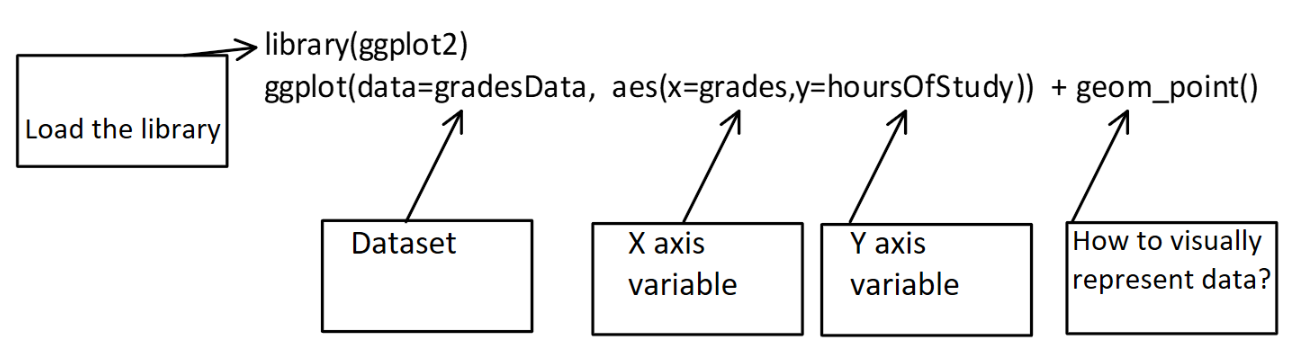 library(ggplot2)
ggplot(data=gradesData, aes(x=grades,y=hoursOfStudy)) + geom_point()
Load the library
Dataset
X axis
variable
Y axis
variable
How to visually
represent data?